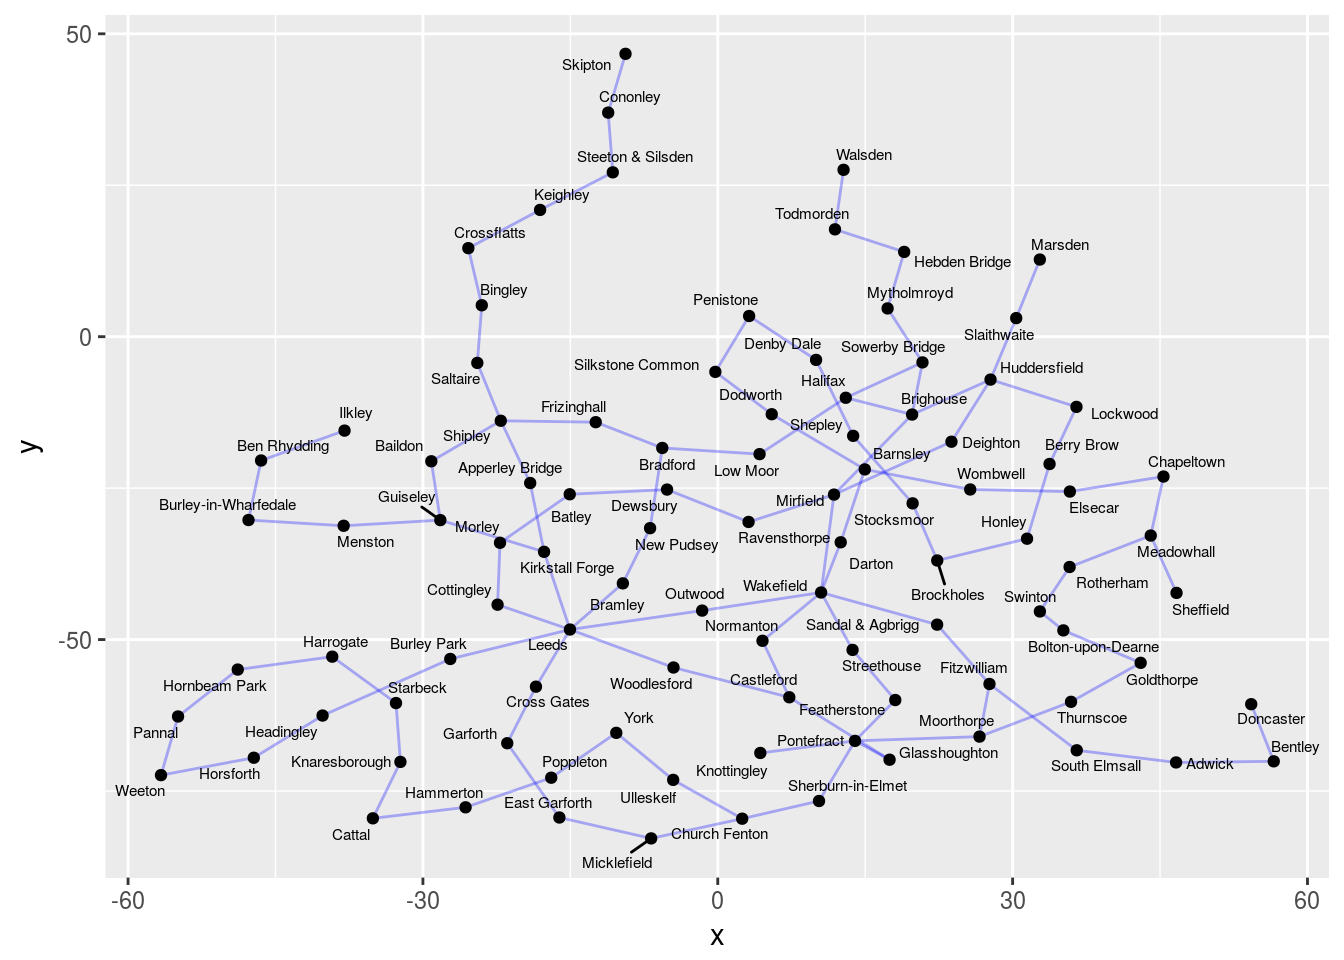 50
Skipton
Cononley
Steeton & Silsden
Walsden
Keighley
Todmorden
Crossflatts
Marsden
Hebden Bridge
Bingley
Mytholmroyd
Penistone
0
Slaithwaite
Denby Dale
Sowerby Bridge
Silkstone Common
Huddersfield
Saltaire
Halifax
Dodworth
Brighouse
Frizinghall
Ilkley
Lockwood
Shepley
Shipley
Ben Rhydding
Baildon
Deighton
Berry Brow
Barnsley
Bradford
Low Moor
Chapeltown
Apperley Bridge
Wombwell
Guiseley
Mirfield
Burley-in-Wharfedale
Dewsbury
Elsecar
Batley
Stocksmoor
Honley
Morley
Ravensthorpe
Menston
New Pudsey
Meadowhall
Darton
Kirkstall Forge
Rotherham
Wakefield
Cottingley
Outwood
Brockholes
Swinton
Bramley
Sheffield
Normanton
Sandal & Agbrigg
-50
Harrogate
Burley Park
Leeds
Bolton-upon-Dearne
Streethouse
Fitzwilliam
Goldthorpe
Hornbeam Park
Starbeck
Woodlesford
Castleford
Cross Gates
Featherstone
York
Moorthorpe
Thurnscoe
Doncaster
Pannal
Headingley
Garforth
Pontefract
Bentley
Glasshoughton
Knaresborough
Poppleton
South Elmsall
Adwick
Horsforth
Knottingley
Weeton
Hammerton
Sherburn-in-Elmet
Ulleskelf
East Garforth
Cattal
Church Fenton
Micklefield
-60
-30
0
30
60
x
y